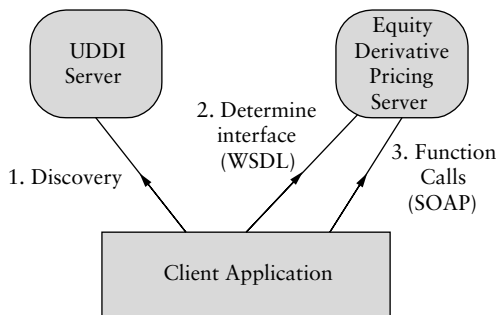 UDDI
Server
Equity
Derivative
Pricing
Server
2. Determine
interface
(WSDL)
3. Function
Calls
(SOAP)
1. Discovery
Client Application